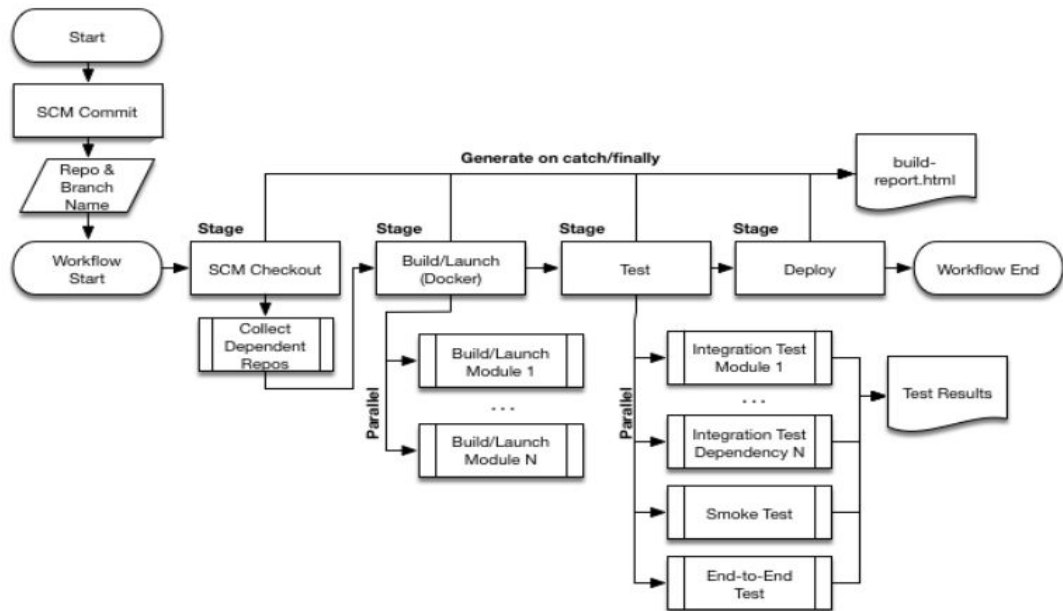 Start
SCM Commit
Repo &
Branch
Name
Workflow
Start
Generate on catch/finally
build-
report.html
Stage
SCM Checkout
Collect
Dependent
Repos
Stage
Build/Launch
(Docker)
Parallel
Build/Launch
Module 1
...
Build/Launch
Module N
Stage
Test
Parallel
Integration Test
Module 1
...
Integration Test
Dependency N
Smoke Test
End-to-End
Test
Test Results
Stage
Deploy
Workflow End